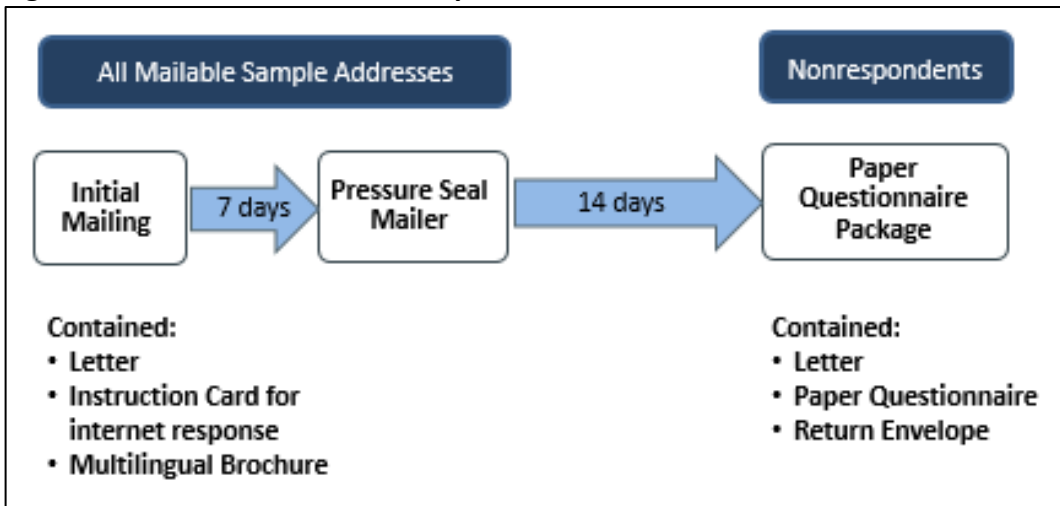 All Mailable Sample Addresses
Nonrespondents
Initial
Mailing
7 days
Pressure Seal
Mailer
14 days
Paper
Questionnaire
Package
Contained:
• Letter
• Instruction Card for
internet response
• Multilingual Brochure
Contained:
• Letter
• Paper Questionnaire
• Return Envelope